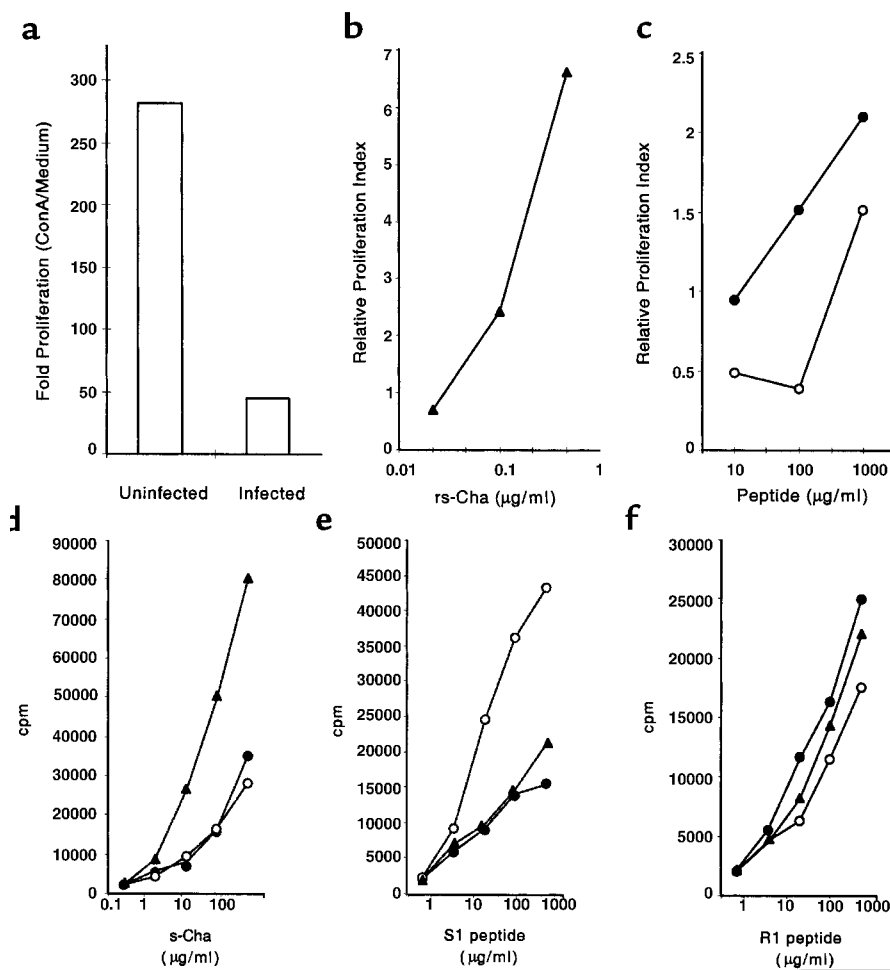 a
Fold Proliferation (ConA/Medium)
300
250
200
150
100
50
0
Uninfected Infected
b
Relative Proliferation Index
7
6
5
4
3
2
1
0
0.01 0.1 1
rs-Cha (µg/ml)
c
Relative Proliferation Index
2.5
2
1.5
1
0.5
0
10 100 1000
Peptide (µg/ml)
d
cpm
90000
80000
70000
60000
50000
40000
30000
20000
10000
0
0.1 1 10 100
s-Cha
(µg/ml)
e
cpm
50000
45000
40000
35000
30000
25000
20000
15000
10000
5000
0
1 10 100 1000
S1 peptide
(µg/ml)
f
cpm
30000
25000
20000
15000
10000
5000
0
1 10 100 1000
R1 peptide
(µg/ml)